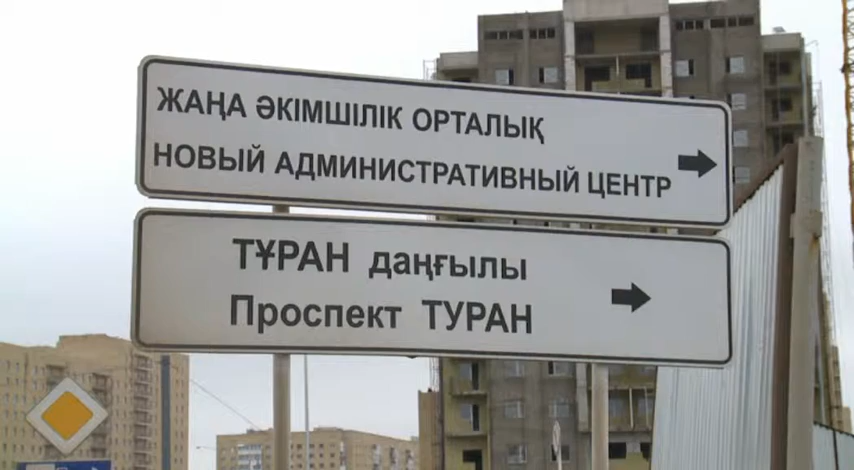 ЖАҢА ӘКІМШІЛІК ОРТАЛЫҚ
НОВЫЙ АДМИНИСТРАТИВНЫЙ ЦЕНТР
ТҰРАН даңғылы
Проспект ТУРАН